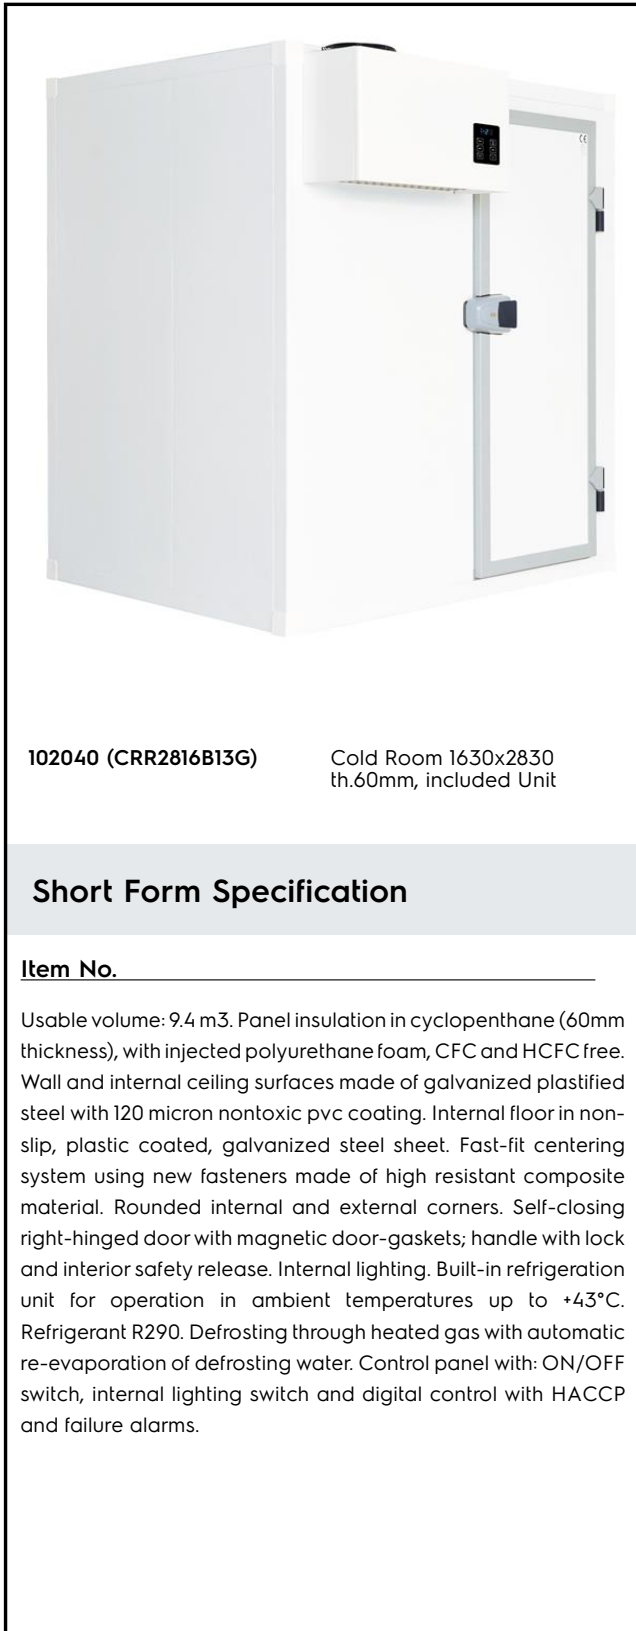 CE
102040 (CRR2816B13G)
Cold Room 1630x2830
th.60mm, included Unit
Short Form Specification
Item No.
Usable volume: 9.4 m3. Panel insulation in cyclopenthane (60mm
thickness), with injected polyurethane foam, CFC and HCFC free.
Wall and internal ceiling surfaces made of galvanized plastified
steel with 120 micron nontoxic pvc coating. Internal floor in non-
slip, plastic coated, galvanized steel sheet. Fast-fit centering
system using new fasteners made of high resistant composite
material. Rounded internal and external corners. Self-closing
right-hinged door with magnetic door-gaskets; handle with lock
and interior safety release. Internal lighting. Built-in refrigeration
unit for operation in ambient temperatures up to +43°C.
Refrigerant R290. Defrosting through heated gas with automatic
re-evaporation of defrosting water. Control panel with: ON/OFF
switch, internal lighting switch and digital control with HACCP
and failure alarms.